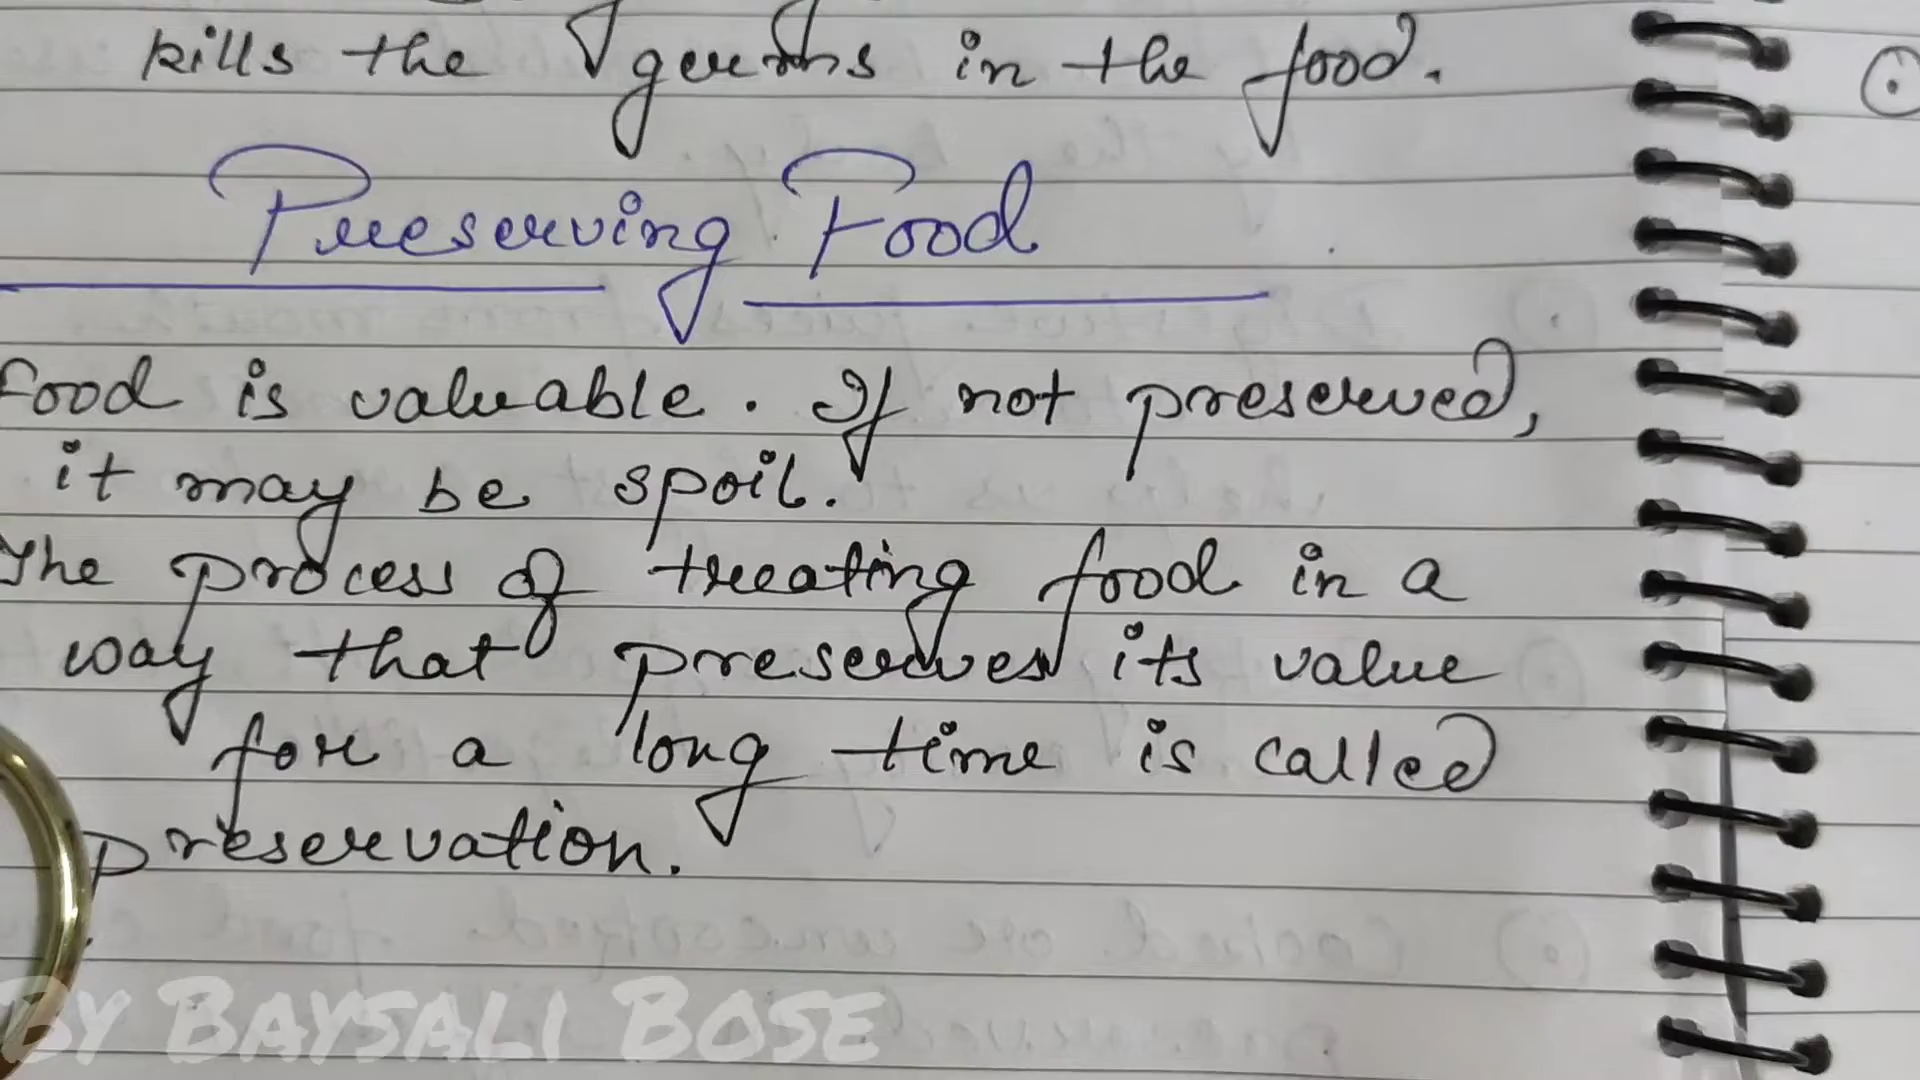 kills the germs in the food.
Preserving Food
Food is valuable. If not preserved,
it may be spoil.
The process of treating food in a
way that preserves its value
for a long time is called
preservation.
BY BAYSALI BOSE